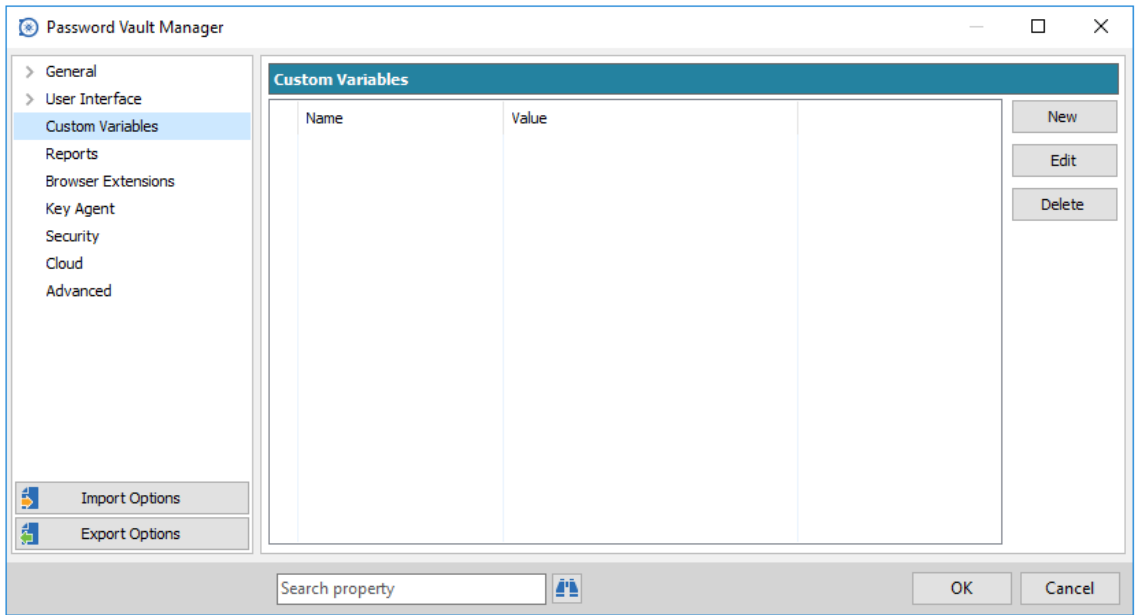 Password Vault Manager
General
User Interface
Custom Variables
Reports
Browser Extensions
Key Agent
Security
Cloud
Advanced
Import Options
Export Options
Custom Variables
Name Value
New
Edit
Delete
Search property
OK Cancel